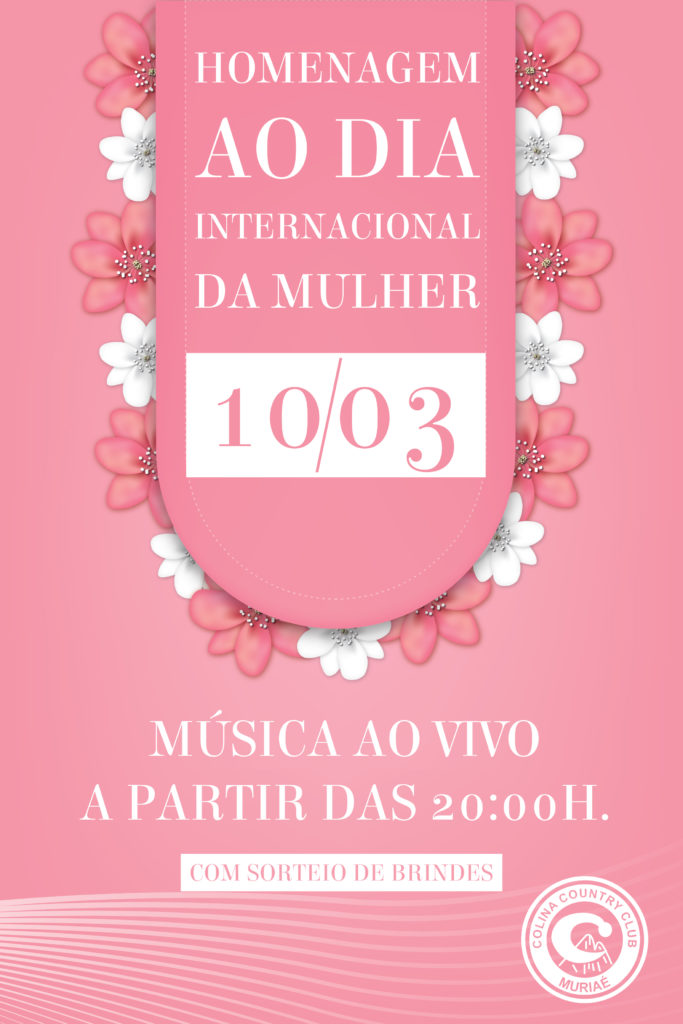 HOMENAGEM
AO DIA
INTERNACIONAL
DA MULHER
10/03
MÚSICA AO VIVO
A PARTIR DAS 20:00H.
COM SORTEIO DE BRINDES
COLINA COUNTRY CLUB
MURIAÉ